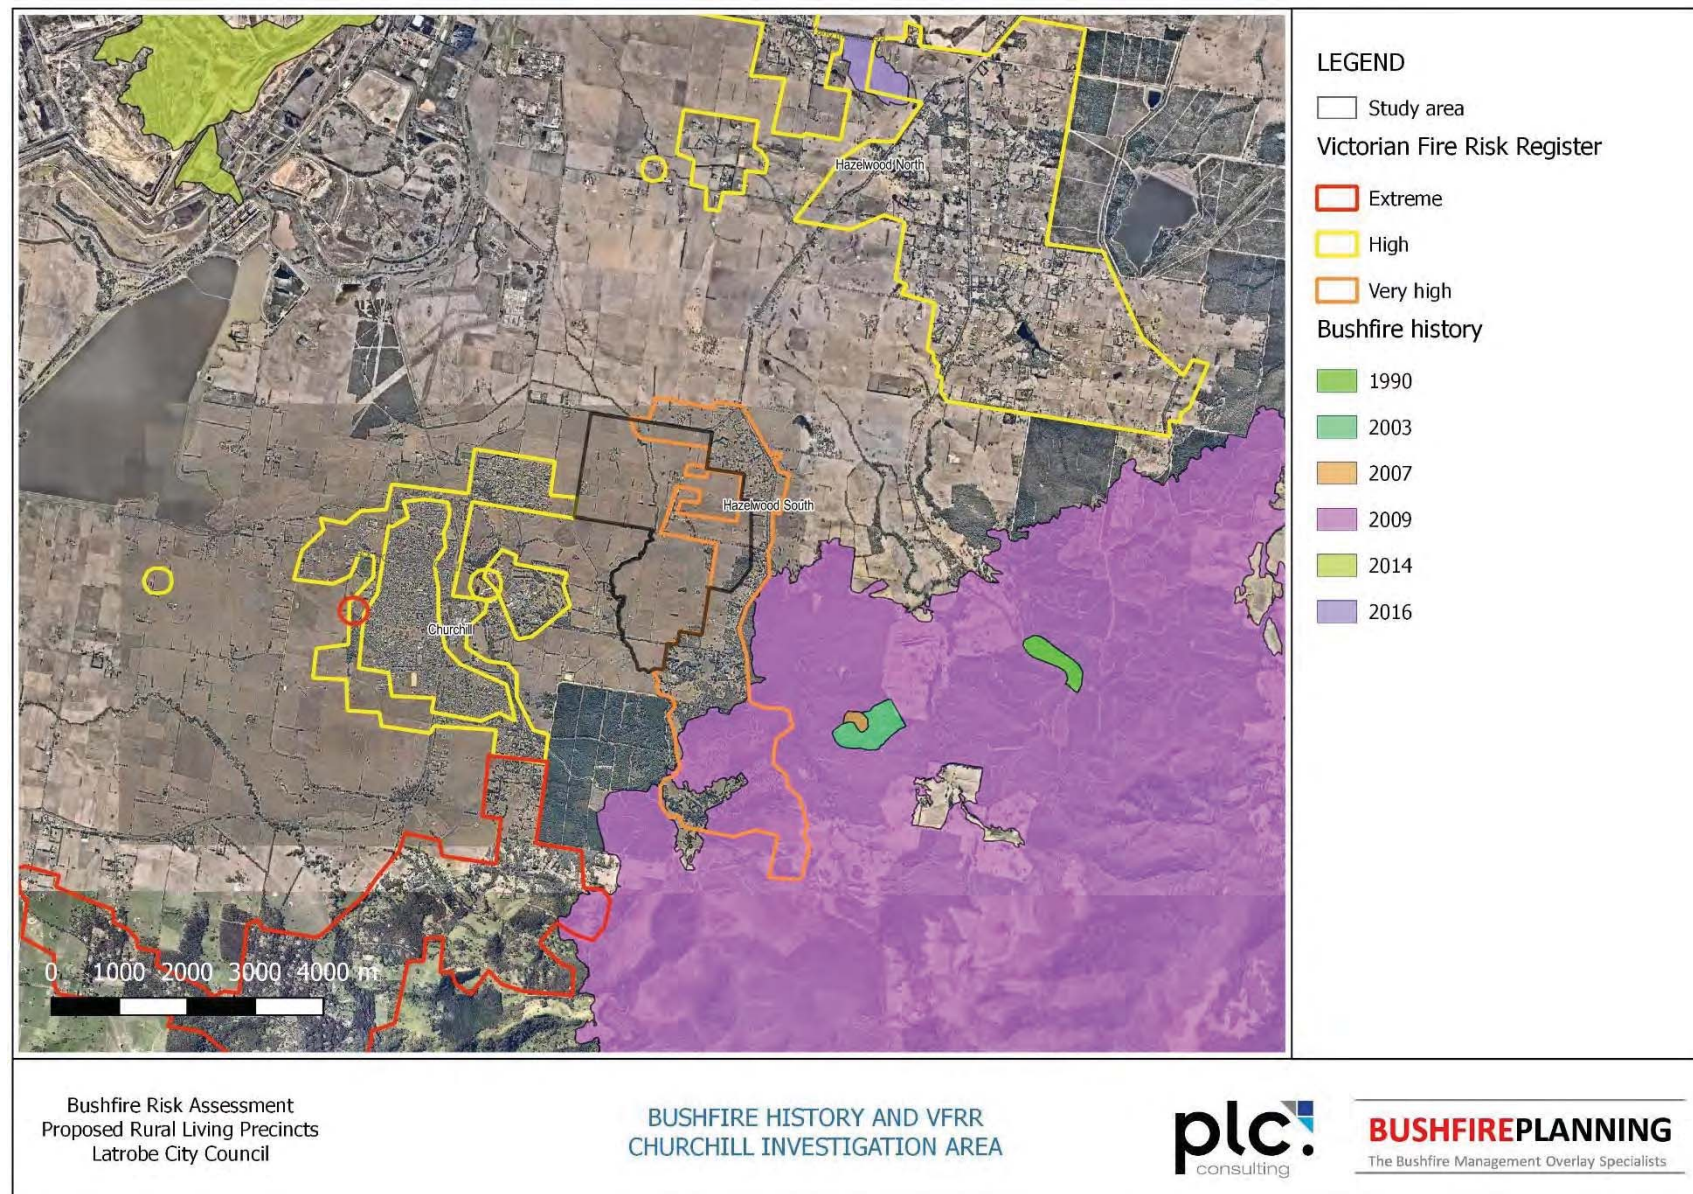 Hazelwood North
Hazelwood South
Churchill
0 1000 2000 3000 4000 m
LEGEND
Study area
Victorian Fire Risk Register
Extreme
High
Very high
Bushfire history
1990
2003
2007
2009
2014
2016
Bushfire Risk Assessment
Proposed Rural Living Precincts
Latrobe City Council
BUSHFIRE HISTORY AND VFRR
CHURCHILL INVESTIGATION AREA
plc.
consulting
BUSHFIREPLANNING
The Bushfire Management Overlay Specialists